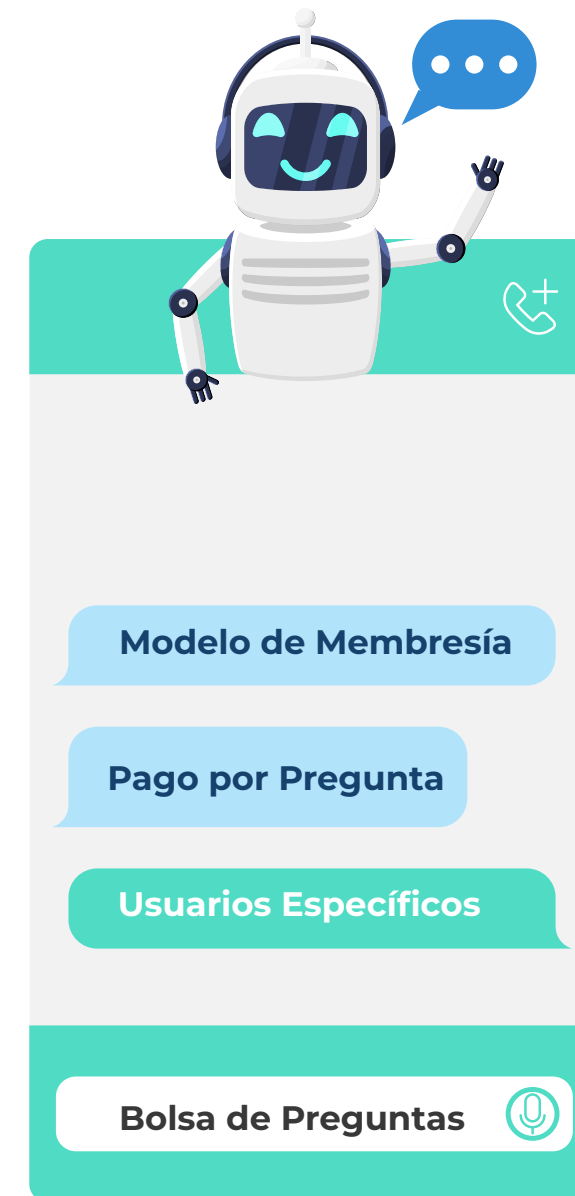 Modelo de Membresía
Pago por Pregunta
Usuarios Específicos
Bolsa de Preguntas